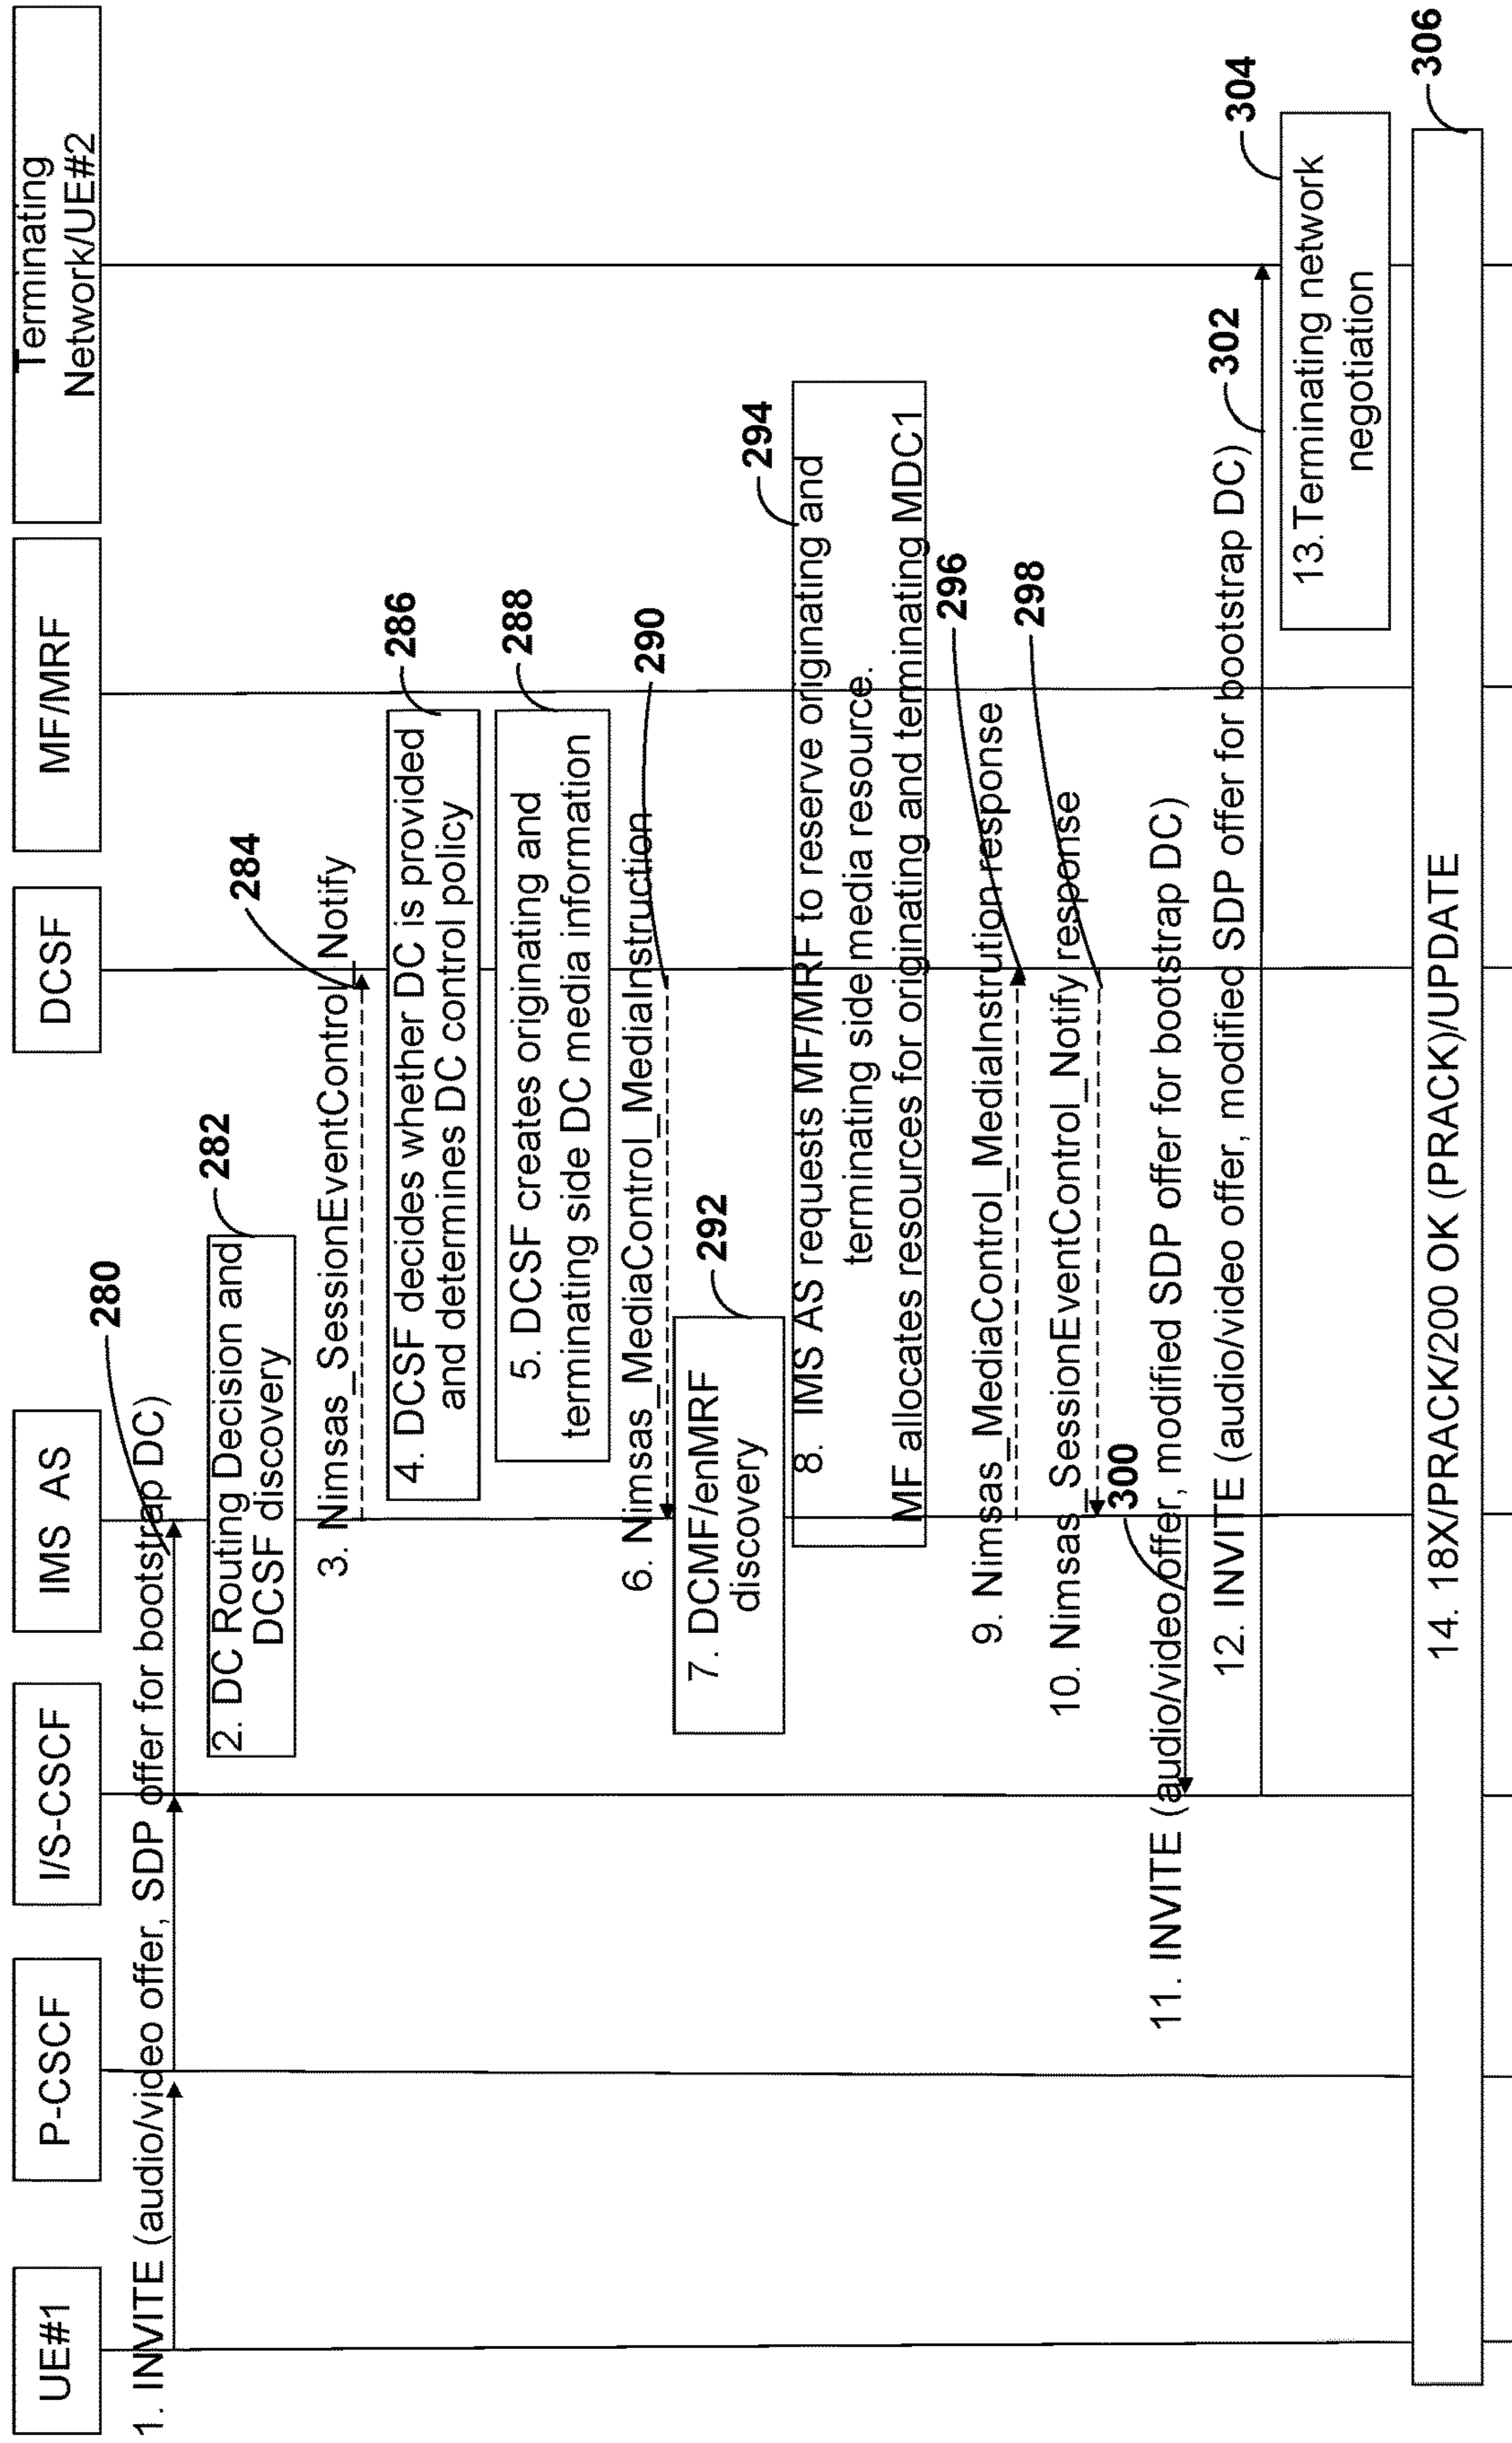 UE#1
P-CSCF
I/S-CSCF
IMS AS
DCSF
MF/MRF
Terminating
Network/UE#2
1. INVITE (audio/video offer, SDP offer for bootstrap DC)
280
2. DC Routing Decision and
DCSF discovery
282
3. Nimsas_SessionEventControl_Notify
284
4. DCSF decides whether DC is provided
and determines DC control policy
286
5. DCSF creates originating and
terminating side DC media information
288
6. Nimsas_MediaControl_MediaInstruction
290
7. DCMF/enMRF
discovery
292
8. IMS AS requests MF/MRF to reserve originating and
terminating side media resource.
MF allocates resources for originating and terminating MDC1
294
9. Nimsas_MediaControl_MediaInstrution response
296
10. Nimsas_SessionEventControl_Notify response
298
11. INVITE (audio/video offer, modified SDP offer for bootstrap DC)
300
12. INVITE (audio/video offer, modified SDP offer for bootstrap DC)
302
13. Terminating network
negotiation
304
14. 18X/PRACK/200 OK (PRACK)/UPDATE
306